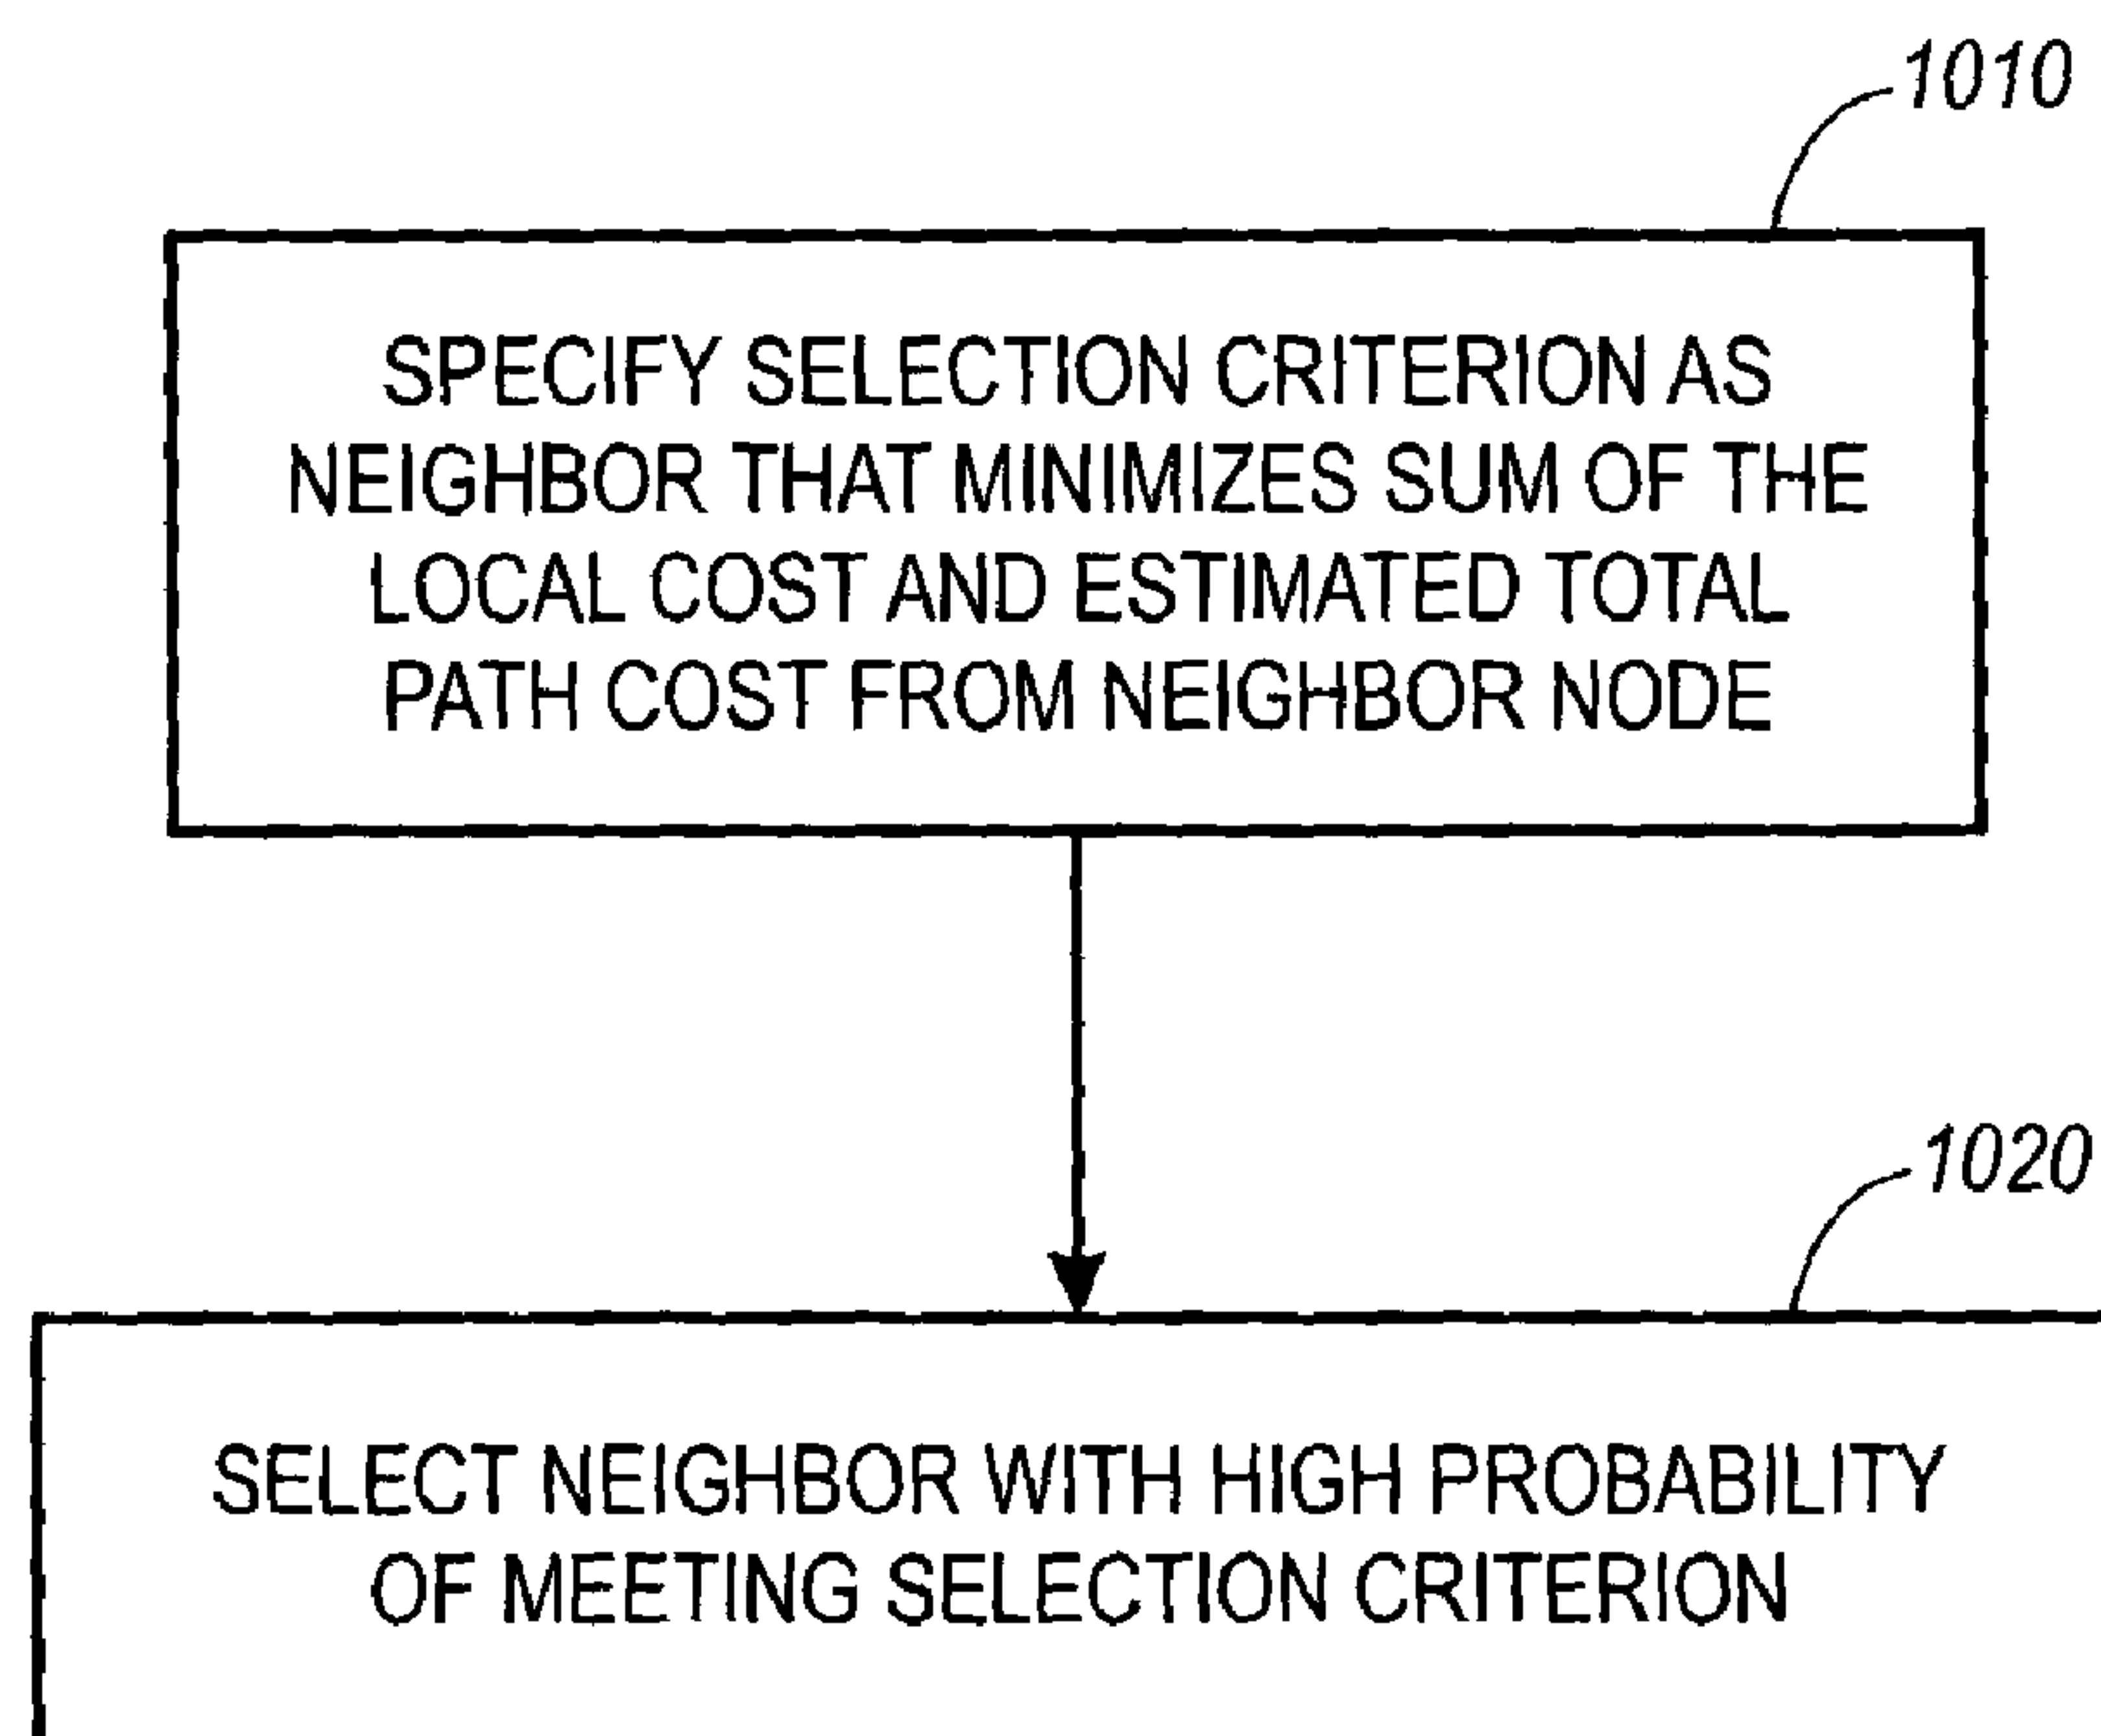 1010
SPECIFY SELECTION CRITERION AS
NEIGHBOR THAT MINIMIZES SUM OF THE
LOCAL COST AND ESTIMATED TOTAL
PATH COST FROM NEIGHBOR NODE
1020
SELECT NEIGHBOR WITH HIGH PROBABILITY
OF MEETING SELECTION CRITERION